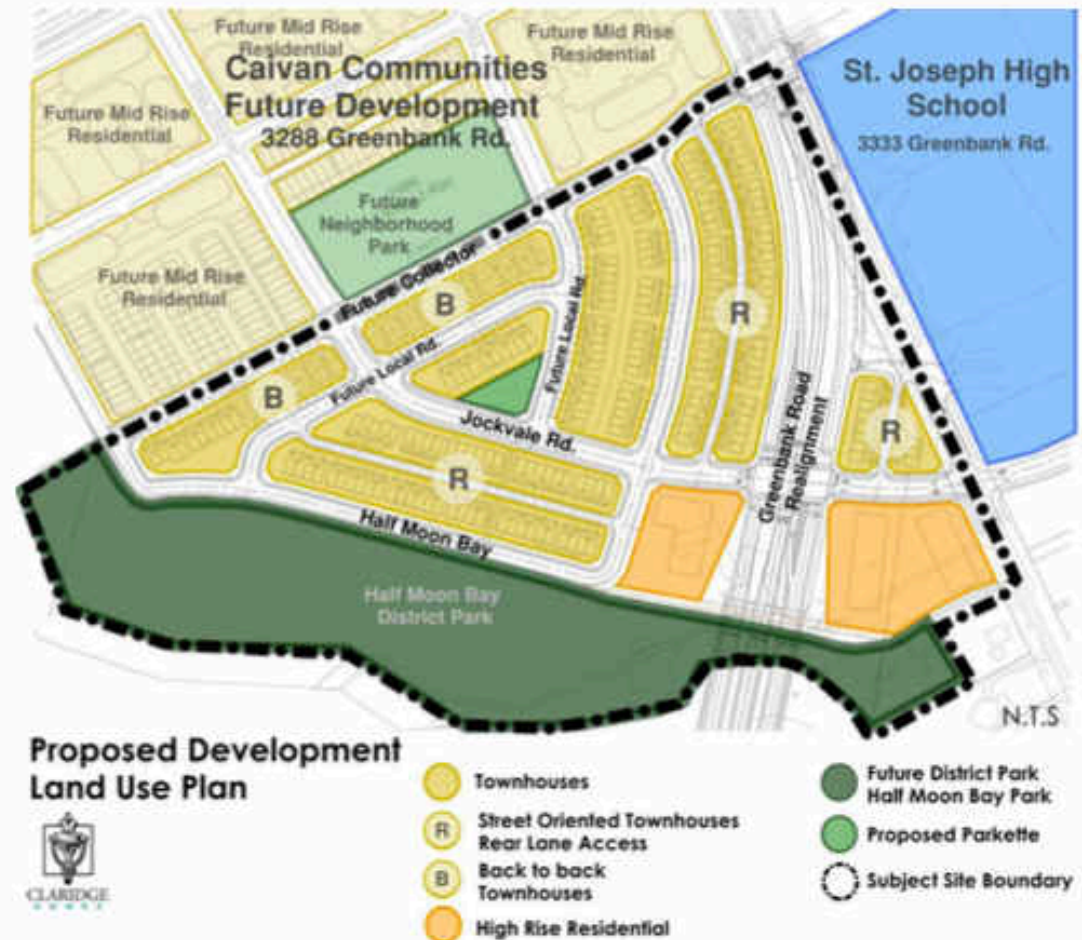 Future Mid Rise
Residential
Future Mid Rise
Residential
Caivan Communities
Future Development
3288 Greenbank Rd.
St. Joseph High
School
3333 Greenbank Rd.
Future Mid Rise
Residential
Future
Neighborhood
Park
Future Mid Rise
Residential
Future Collector
B
R
Future Local Rd.
Future Local Rd.
B
Jockvale Rd.
R
Greenbank Road
Realignment
R
Half Moon Bay
Half Moon Bay
District Park
N.T.S
Proposed Development
Land Use Plan
CLARIDGE
HOMES
Townhouses
R
Street Oriented Townhouses
Rear Lane Access
B
Back to back
Townhouses
High Rise Residential
Future District Park
Half Moon Bay Park
Proposed Parkette
Subject Site Boundary